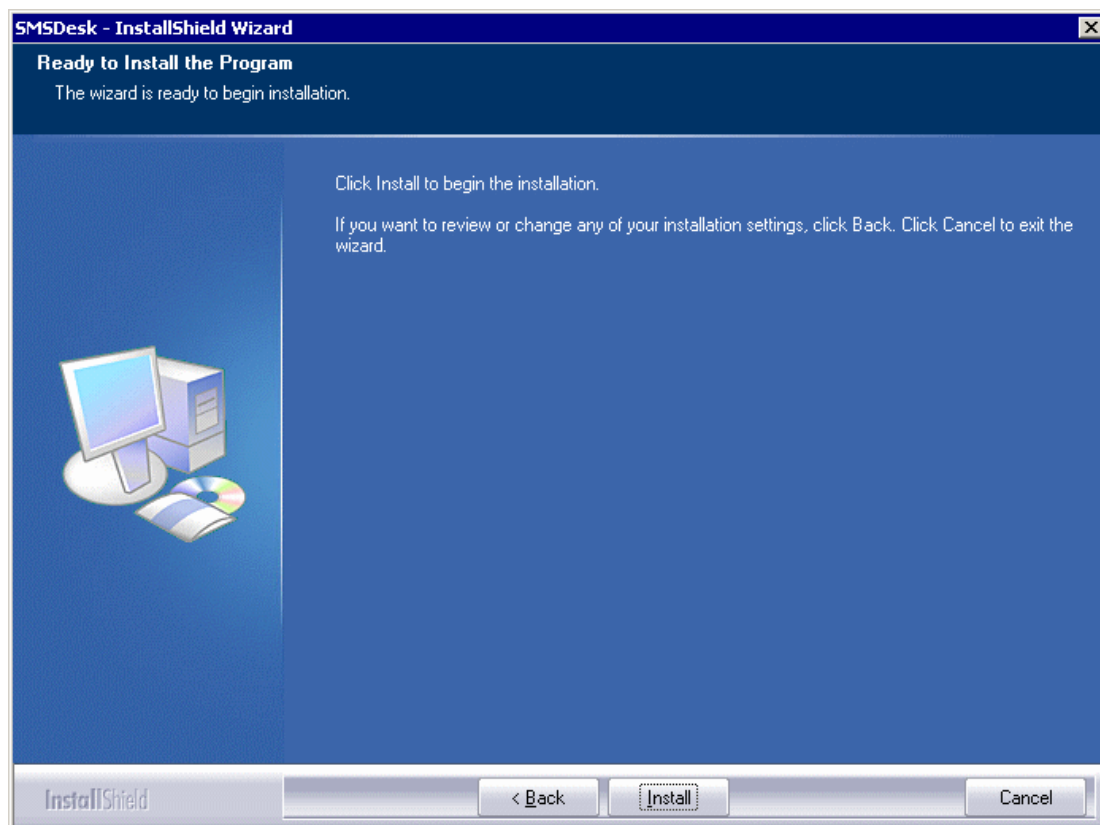 SMSDesk - InstallShield Wizard
Ready to Install the Program
The wizard is ready to begin installation.
Click Install to begin the installation.
If you want to review or change any of your installation settings, click Back. Click Cancel to exit the
wizard.
InstallShield
< Back
Install
Cancel